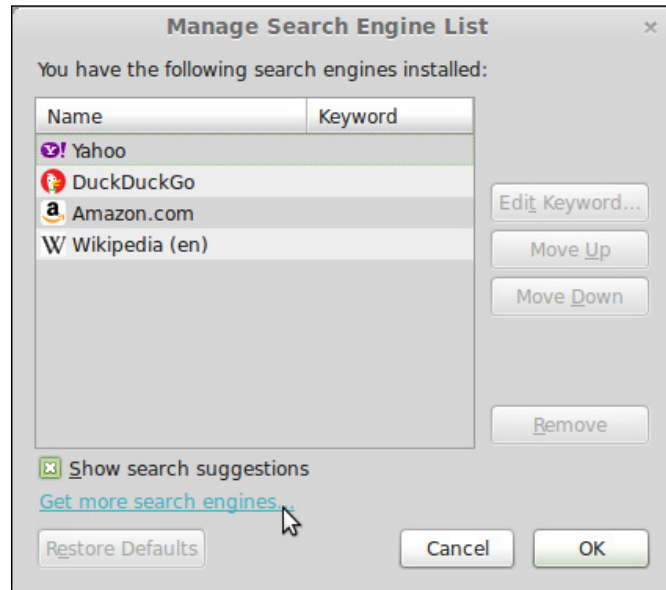 Manage Search Engine List ×
You have the following search engines installed:
Name Keyword
Yahoo
DuckDuckGo
Amazon.com
Wikipedia (en)
Edit Keyword...
Move Up
Move Down
Remove
Show search suggestions
Get more search engines...
Restore Defaults Cancel OK